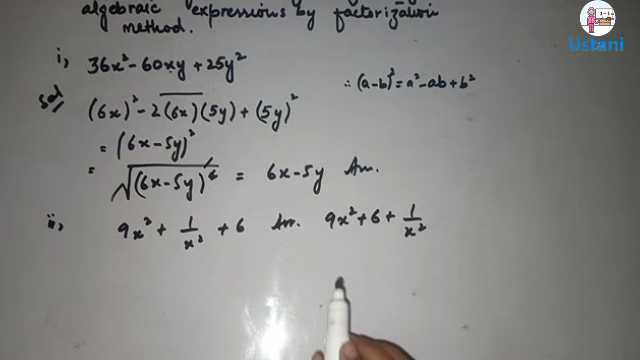 algebraic expressions by factorization
method.
Ustani
i, 36x² - 60xy + 25y²
Sol
∴ (a-b)² = a² - ab + b²
(6x)² - 2(6x)(5y) + (5y)²
= (6x - 5y)²
= √(6x - 5y)² = 6x - 5y Ans.
ii, 9x² + 1/x² + 6 Ans. 9x² + 6 + 1/x²